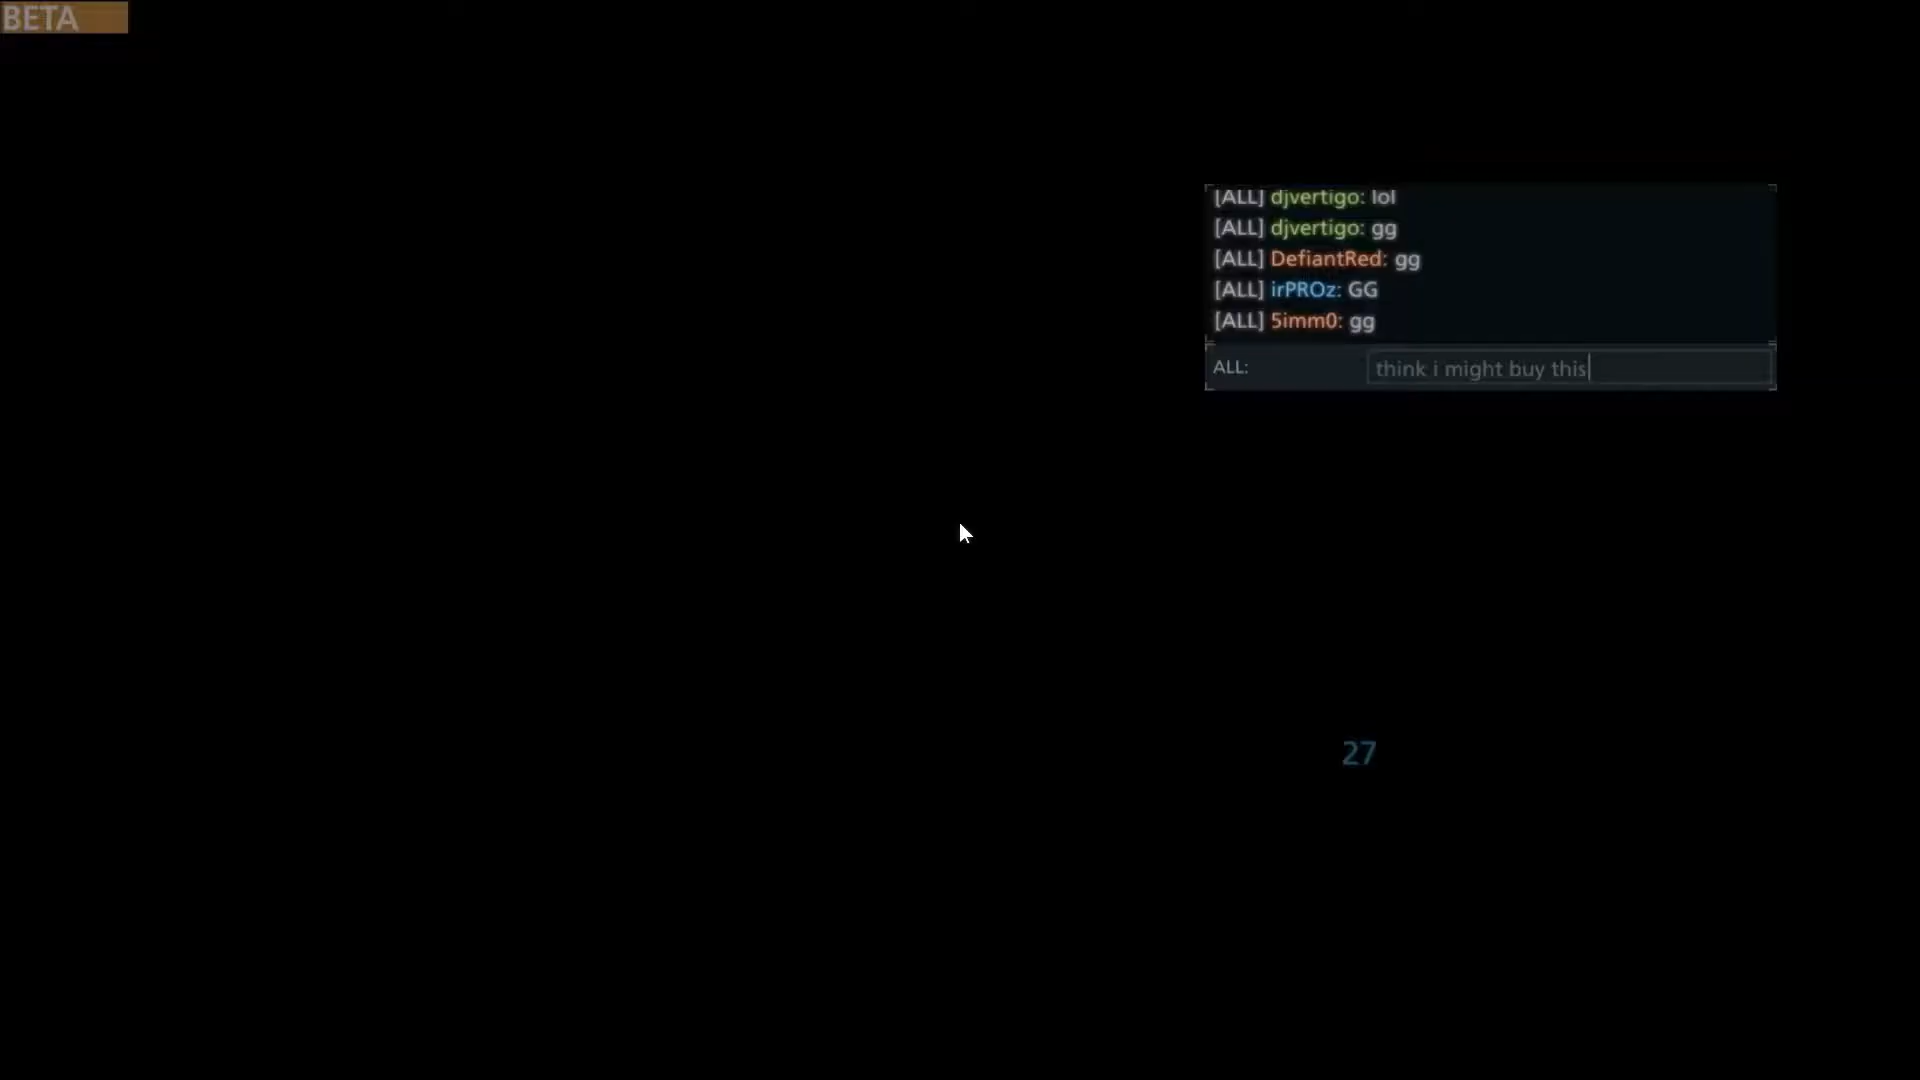 BETA
[ALL] djvertigo: lol
[ALL] djvertigo: gg
[ALL] DefiantRed: gg
[ALL] irPROz: GG
[ALL] 5imm0: gg
ALL: think i might buy this
27